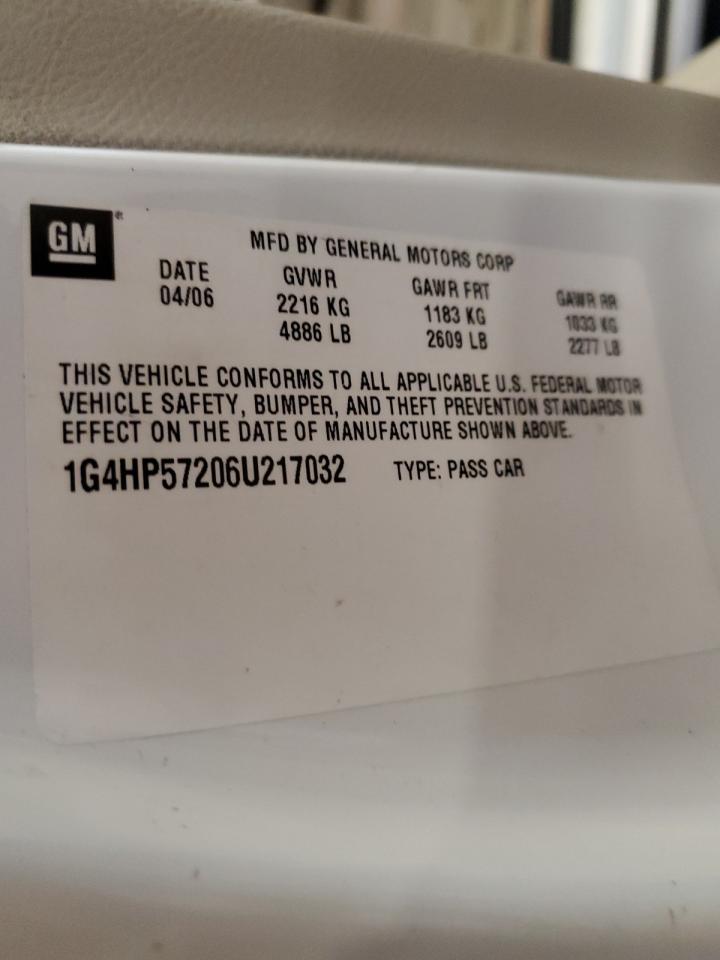 GM
MFD BY GENERAL MOTORS CORP
DATE GVWR GAWR FRT GAWR RR
04/06 2216 KG 1183 KG 1033 KG
4886 LB 2609 LB 2277 LB
THIS VEHICLE CONFORMS TO ALL APPLICABLE U.S. FEDERAL MOTOR
VEHICLE SAFETY, BUMPER, AND THEFT PREVENTION STANDARDS IN
EFFECT ON THE DATE OF MANUFACTURE SHOWN ABOVE.
1G4HP57206U217032 TYPE: PASS CAR